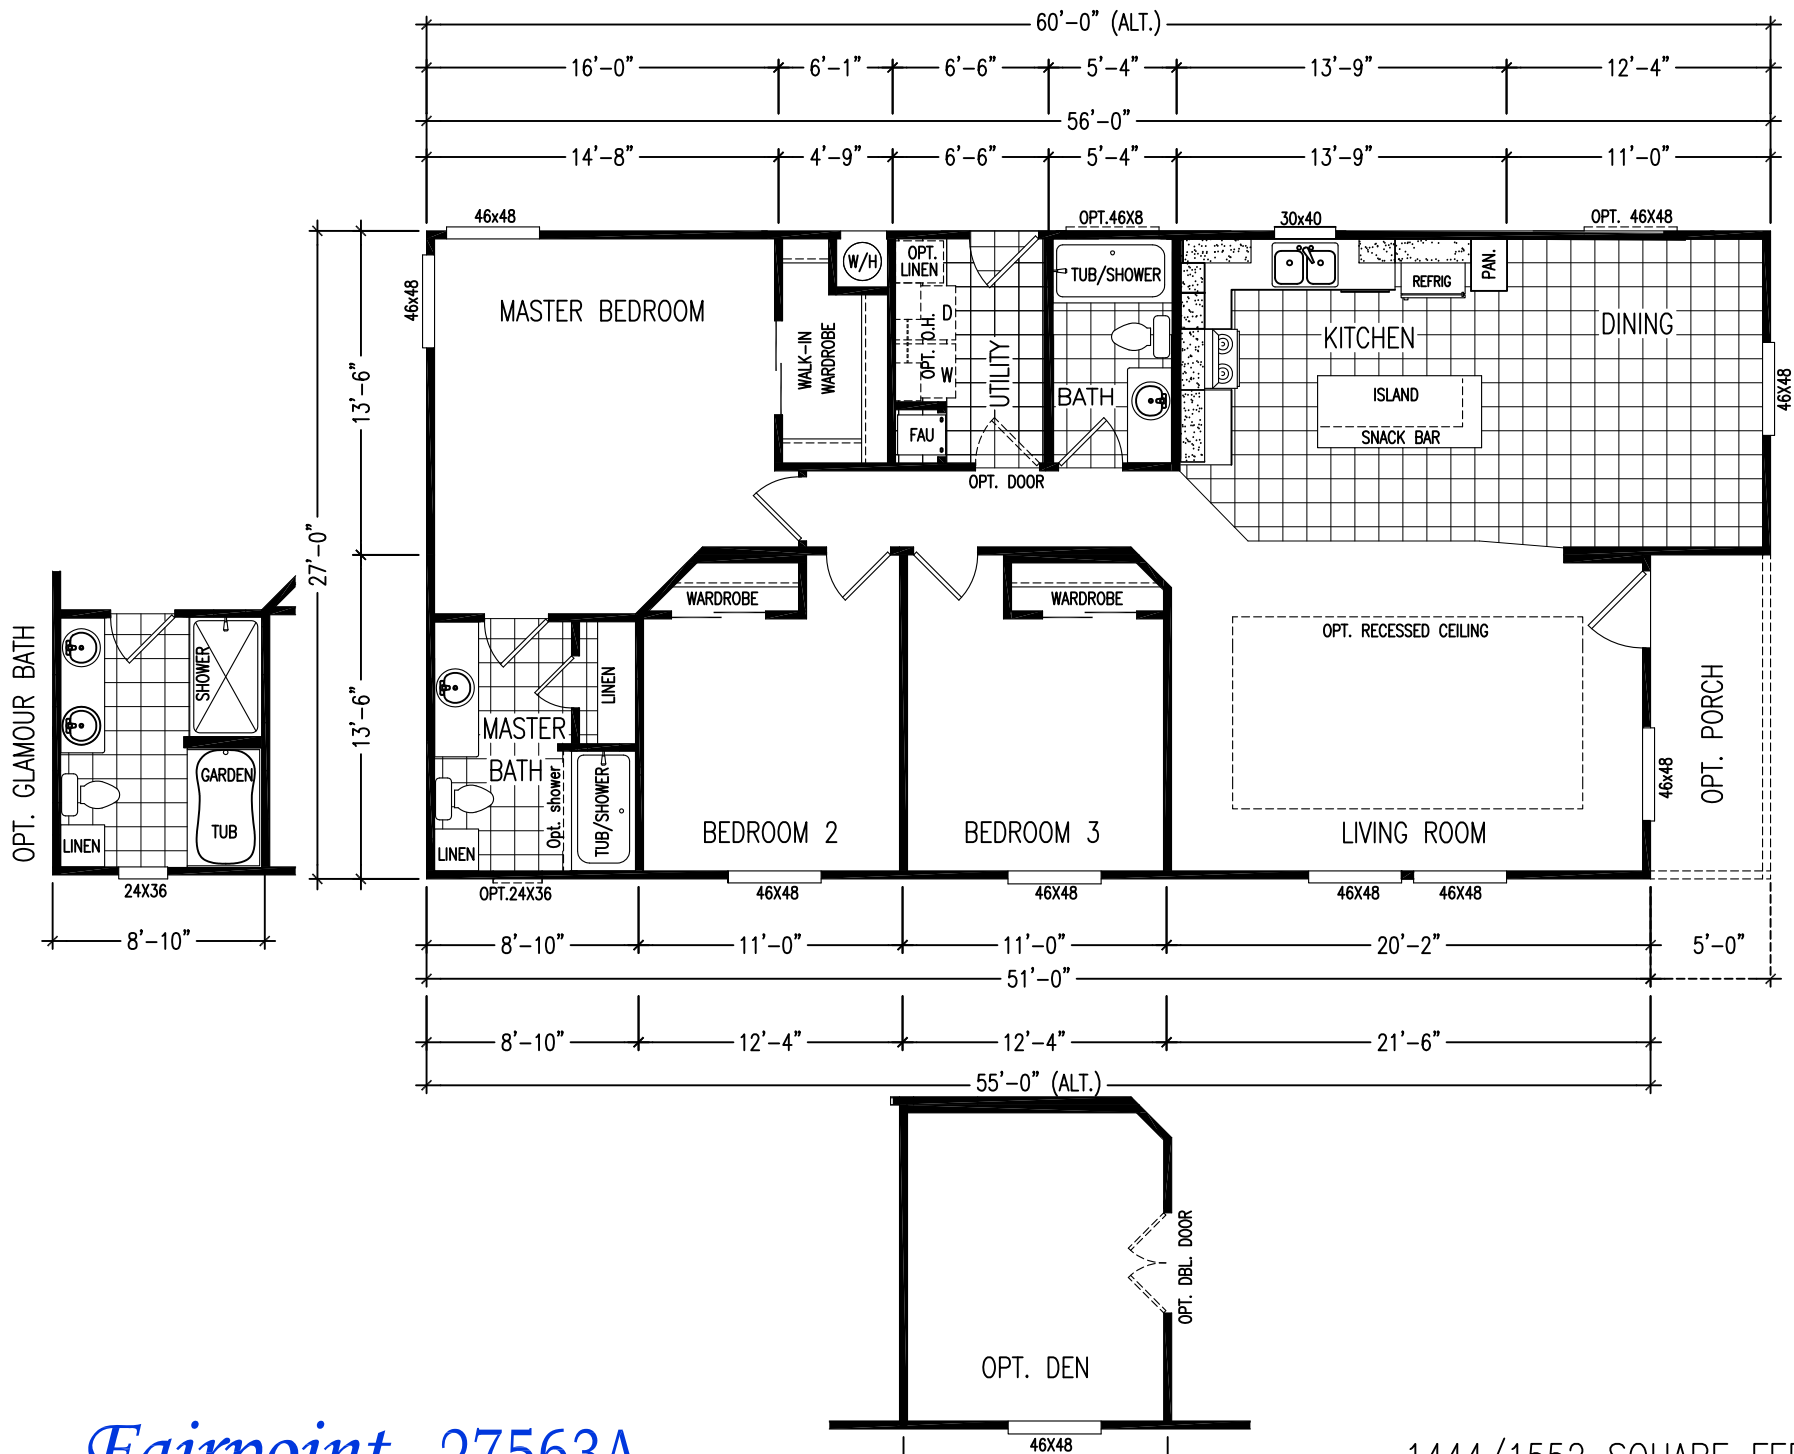 60'-0" (ALT.)
16'-0" 6'-1" 6'-6" 5'-4" 13'-9" 12'-4"
56'-0"
14'-8" 4'-9" 6'-6" 5'-4" 13'-9" 11'-0"
46x48 OPT.46X8 30x40 OPT. 46X48
46x48
MASTER BEDROOM
W/H
WALK-IN
WARDROBE
OPT.
LINEN
OPT. O.H.
D
W
UTILITY
FAU
OPT. DOOR
TUB/SHOWER
BATH
REFRIG
PAN.
KITCHEN
DINING
ISLAND
SNACK BAR
46X48
13'-6"
27'-0"
13'-6"
WARDROBE
WARDROBE
OPT. RECESSED CEILING
LINEN
MASTER
BATH
Opt. shower
TUB/SHOWER
LINEN
BEDROOM 2
BEDROOM 3
LIVING ROOM
46x48
OPT. PORCH
OPT. GLAMOUR BATH
SHOWER
GARDEN
TUB
LINEN
24X36
8'-10"
OPT.24X36 46X48 46X48 46X48 46X48
8'-10" 11'-0" 11'-0" 20'-2" 5'-0"
51'-0"
8'-10" 12'-4" 12'-4" 21'-6"
55'-0" (ALT.)
OPT. DBL. DOOR
OPT. DEN
46X48
Fairpoint 27563A
1444/1552 SQUARE FEE